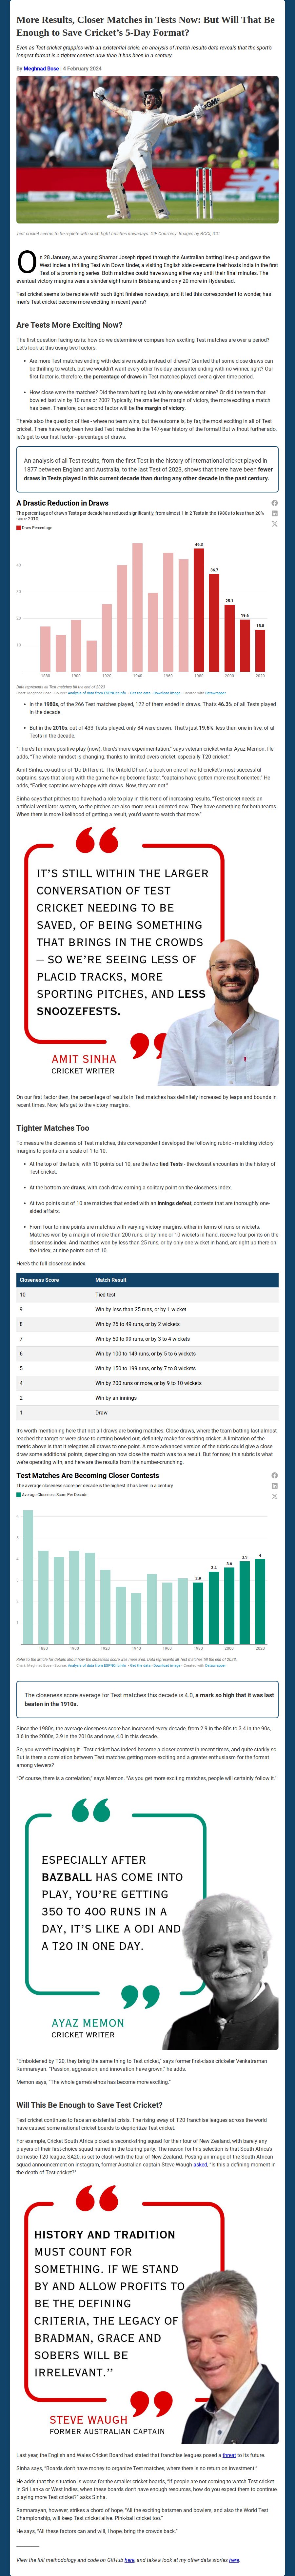 More Results, Closer Matches in Tests Now: But Will That Be
Enough to Save Cricket’s 5-Day Format?
Even as Test cricket grapples with an existential crisis, an analysis of match results data reveals that the sport’s
longest format is a tighter contest now than it has been in a century.
By Meghnad Bose | 4 February 2024
Test cricket seems to be replete with such tight finishes nowadays. GIF Courtesy: Images by BCCI, ICC
On 28 January, as a young Shamar Joseph ripped though the Australian batting line-up and gave the
West Indies a thrilling Test win Down Under, a visiting English side overcame their hosts India in the first
Test of a promising series. Both matches could have swung either way until their final minutes. The
eventual victory margins were a slender eight runs in Brisbane, and only 20 more in Hyderabad.
Test cricket seems to be replete with such tight finishes nowadays, and it led this correspondent to wonder, has
men’s Test cricket become more exciting in recent years?
Are Tests More Exciting Now?
The first question facing us is: how do we determine or compare how exciting Test matches are over a period?
Let’s look at this using two factors:
• Are more Test matches ending with decisive results instead of draws? Granted that some close draws can
be thrilling to watch, but we wouldn’t want every other five-day encounter ending with no winner, right? Our
first factor is, therefore, the percentage of draws in Test matches played over a given time period.
• How close were the matches? Did the team batting last win by one wicket or nine? Or did the team that
bowled last win by 10 runs or 200? Typically, the smaller the margin of victory, the more exciting a match
has been. Therefore, our second factor will be the margin of victory.
There’s also the question of ties - where no team wins, but the outcome is, by far, the most exciting in all of Test
cricket. There have only been two tied Test matches in the 147-year history of the format! But without further ado,
let’s get to our first factor - percentage of draws.
An analysis of all Test results, from the first Test in the history of international cricket played in
1877 between England and Australia, to the last Test of 2023, shows that there have been fewer
draws in Tests played in this current decade than during any other decade in the past century.
A Drastic Reduction in Draws
The percentage of drawn Tests per decade has reduced significantly, from almost 1 in 2 Tests in the 1980s to less than 20%
since 2010.
Draw Percentage
46.3
36.7
25.1
19.6
15.8
40
30
20
10
1880 1900 1920 1940 1960 1980 2000 2020
Data represents all Test matches till the end of 2023
Chart: Meghnad Bose • Source: Analysis of data from ESPNCricinfo • Get the data • Download image • Created with Datawrapper
• In the 1980s, of the 266 Test matches played, 122 of them ended in draws. That’s 46.3% of all Test matches
in the decade.
• But in the 2010s, out of 433 Tests played, only 84 were drawn. That’s just 19.6%, less than one in five, of all
Tests in the decade.
“There’s far more positive play (now), there’s more experimentation,” says veteran cricket writer Ayaz Memon. He
adds, “The whole mindset is changing, thanks to limited overs cricket, especially T20 cricket.”
Amit Sinha, co-author of ‘Do Different: The Untold Dhoni’, a book on one of world cricket’s most successful
captains, says that along with the game having become faster, “captains have gotten more result-oriented.” He
adds, “Earlier, captains were happy with draws. Now, they are not.”
Sinha says that pitches too have had a role to play in this trend of increasing results, “Test cricket needs an
artificial ventilator system, so the pitches are also more result-oriented now. They have something for both teams.
When there is more likelihood of getting a result, you’d want to watch that more.”
IT’S STILL WITHIN THE LARGER
CONVERSATION OF TEST
CRICKET NEEDING TO BE
SAVED, OF BEING SOMETHING
THAT BRINGS IN THE CROWDS
– SO WE’RE SEEING LESS OF
PLACID TRACKS, MORE
SPORTING PITCHES, AND LESS
SNOOZEFESTS.
AMIT SINHA
CRICKET WRITER
On our first factor then, the percentage of results in Test matches has definitely increased by leaps and bounds in
recent times. Now, let’s get to the victory margins.
Tighter Matches Too
To measure the closeness of Test matches, this correspondent developed the following rubric - matching victory
margins to points on a scale of 1 to 10.
• At the top of the table, with 10 points out 10, are the two tied Tests - the closest encounters in the history of
Test cricket.
• At the bottom are draws, with each draw earning a solitary point on the closeness index.
• At two points out of 10 are matches that ended with an innings defeat, contests that are thoroughly one-
sided affairs.
• From four to nine points are matches with varying victory margins, either in terms of runs or wickets.
Matches won by a margin of more than 200 runs, or by nine or 10 wickets in hand, receive four points on the
closeness index. And matches won by less than 25 runs, or by only one wicket in hand, are right up there on
the index, at nine points out of 10.
Here’s the full closeness index.
Closeness Score Match Result
10 Tied test
9 Win by less than 25 runs, or by 1 wicket
8 Win by 25 to 49 runs, or by 2 wickets
7 Win by 50 to 99 runs, or by 3 to 4 wickets
6 Win by 100 to 149 runs, or by 5 to 6 wickets
5 Win by 150 to 199 runs, or by 7 to 8 wickets
4 Win by 200 runs or more, or by 9 to 10 wickets
2 Win by an innings
1 Draw
It’s worth mentioning here that not all draws are boring matches. Close draws, where the team batting last almost
reached the target or were close to getting bowled out, definitely make for exciting cricket. A limitation of the
metric above is that it relegates all draws to one point. A more advanced version of the rubric could give a close
draw some additional points, depending on how close the match was to a result. But for now, this rubric is what
we’re operating with, and here are the results from the number-crunching.
Test Matches Are Becoming Closer Contests
The average closeness score per decade is the highest it has been in a century.
Average Closeness Score Per Decade
2.9
3.4
3.6
3.9
4
6
5
4
3
2
1
1880 1900 1920 1940 1960 1980 2000 2020
Refer to the article for details about how the closeness score was measured. Data represents all Test matches till the end of 2023.
Chart: Meghnad Bose • Source: Analysis of data from ESPNCricinfo • Get the data • Download image • Created with Datawrapper
The closeness score average for Test matches this decade is 4.0, a mark so high that it was last
beaten in the 1910s.
Since the 1980s, the average closeness score has increased every decade, from 2.9 in the 80s to 3.4 in the 90s,
3.6 in the 2000s, 3.9 in the 2010s and now, 4.0 in this decade.
So, you weren’t imagining it - Test cricket has indeed become a closer contest in recent times, and quite starkly so.
But is there a correlation between Test matches getting more exciting and a greater enthusiasm for the format
among viewers?
“Of course, there is a correlation,” says Memon. “As you get more exciting matches, people will certainly follow it.”
ESPECIALLY AFTER
BAZBALL HAS COME INTO
PLAY, YOU’RE GETTING
350 TO 400 RUNS IN A
DAY, IT’S LIKE A ODI AND
A T20 IN ONE DAY.
AYAZ MEMON
CRICKET WRITER
“Emboldened by T20, they bring the same thing to Test cricket,” says former first-class cricketer Venkatraman
Ramnarayan. “Passion, aggression, and innovation have grown,” he adds.
Memon says, “The whole game’s ethos has become more exciting.”
Will This Be Enough to Save Test Cricket?
Test cricket continues to face an existential crisis. The rising sway of T20 franchise leagues across the world
have caused some national cricket boards to deprioritize Test cricket.
For example, Cricket South Africa picked a second-string squad for their tour of New Zealand, with barely any
players of their first-choice squad named in the touring party. The reason for this selection is that South Africa’s
domestic T20 league, SA20, is set to clash with the tour of New Zealand. Posting an image of the South African
squad announcement on Instagram, former Australian captain Steve Waugh asked, “Is this a defining moment in
the death of Test cricket?”
HISTORY AND TRADITION
MUST COUNT FOR
SOMETHING. IF WE STAND
BY AND ALLOW PROFITS TO
BE THE DEFINING
CRITERIA, THE LEGACY OF
BRADMAN, GRACE AND
SOBERS WILL BE
IRRELEVANT.’’
STEVE WAUGH
FORMER AUSTRALIAN CAPTAIN
Last year, the English and Wales Cricket Board had stated that franchise leagues posed a threat to its future.
Sinha says, “Boards don’t have money to organize Test matches, where there is no return on investment.”
He adds that the situation is worse for the smaller cricket boards, “If people are not coming to watch Test cricket
in Sri Lanka or West Indies, when these boards don’t have enough resources, how do you expect them to continue
playing more Test cricket?” asks Sinha.
Ramnarayan, however, strikes a chord of hope, “All the exciting batsmen and bowlers, and also the World Test
Championship, will keep Test cricket alive. Pink-ball cricket too.”
He says, “All these factors can and will, I hope, bring the crowds back.”
View the full methodology and code on GitHub here, and take a look at my other data stories here.